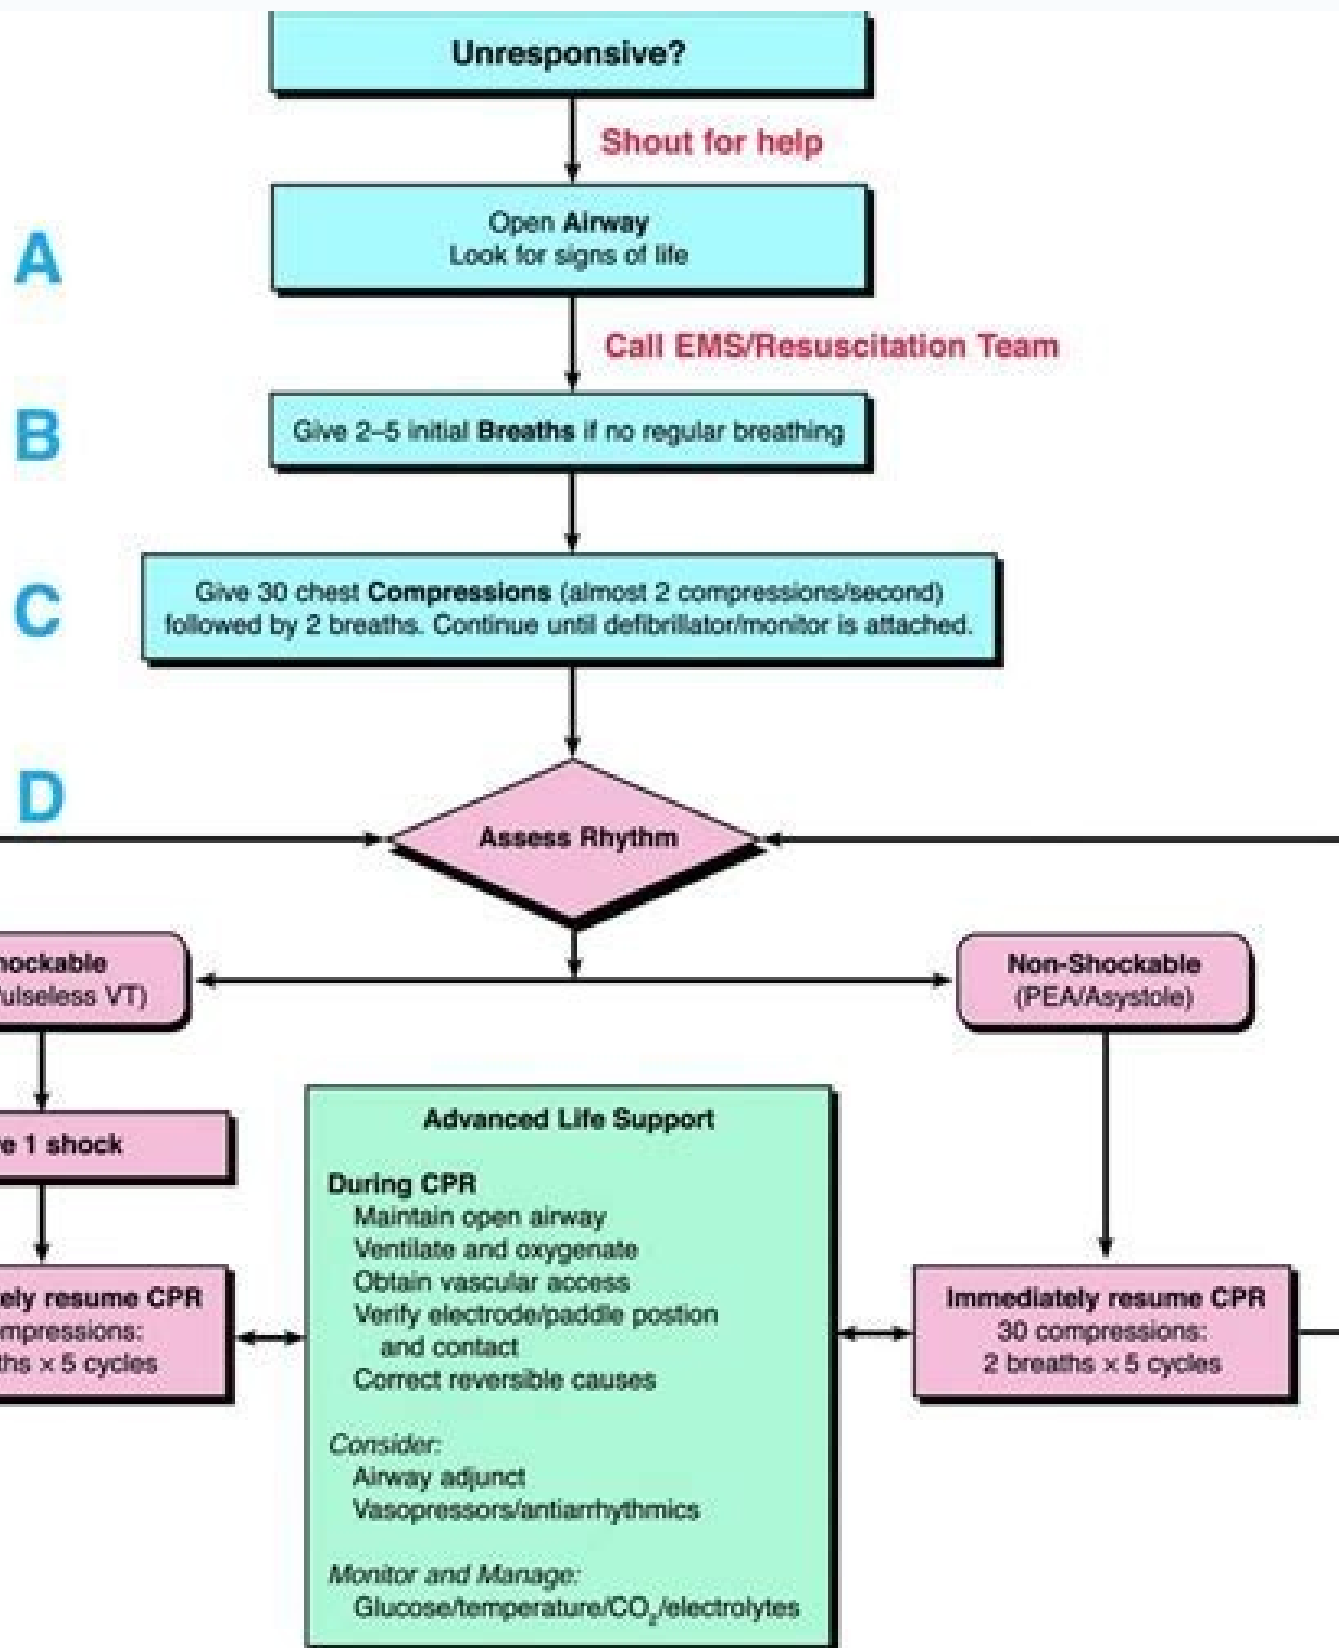 Unresponsive?
Shout for help
A
Open Airway
Look for signs of life
Call EMS/Resuscitation Team
B
Give 2–5 initial Breaths if no regular breathing
C
Give 30 chest Compressions (almost 2 compressions/second)
followed by 2 breaths. Continue until defibrillator/monitor is attached.
D
Assess Rhythm
hockable
ulseless VT)
Non-Shockable
(PEA/Asystole)
e 1 shock
ely resume CPR
mpressions:
ths × 5 cycles
Advanced Life Support
During CPR
Maintain open airway
Ventilate and oxygenate
Obtain vascular access
Verify electrode/paddle postion
and contact
Correct reversible causes
Consider:
Airway adjunct
Vasopressors/antiarrhythmics
Monitor and Manage:
Glucose/temperature/CO₂/electrolytes
Immediately resume CPR
30 compressions:
2 breaths × 5 cycles